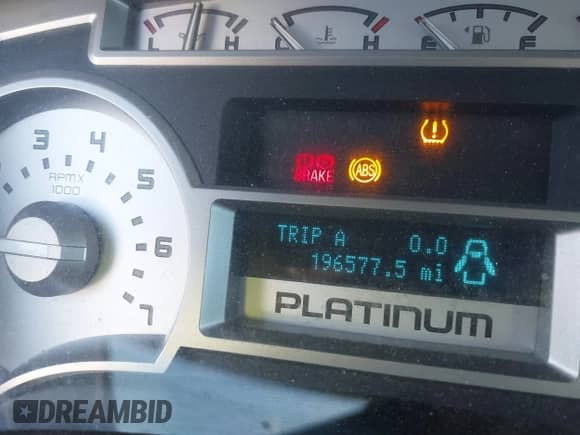 L H C H E F
3 4 5 6 7
RPM X
1000
BRAKE
ABS
TRIP A 0.0
196577.5 mi
PLATINUM
DREAMBID